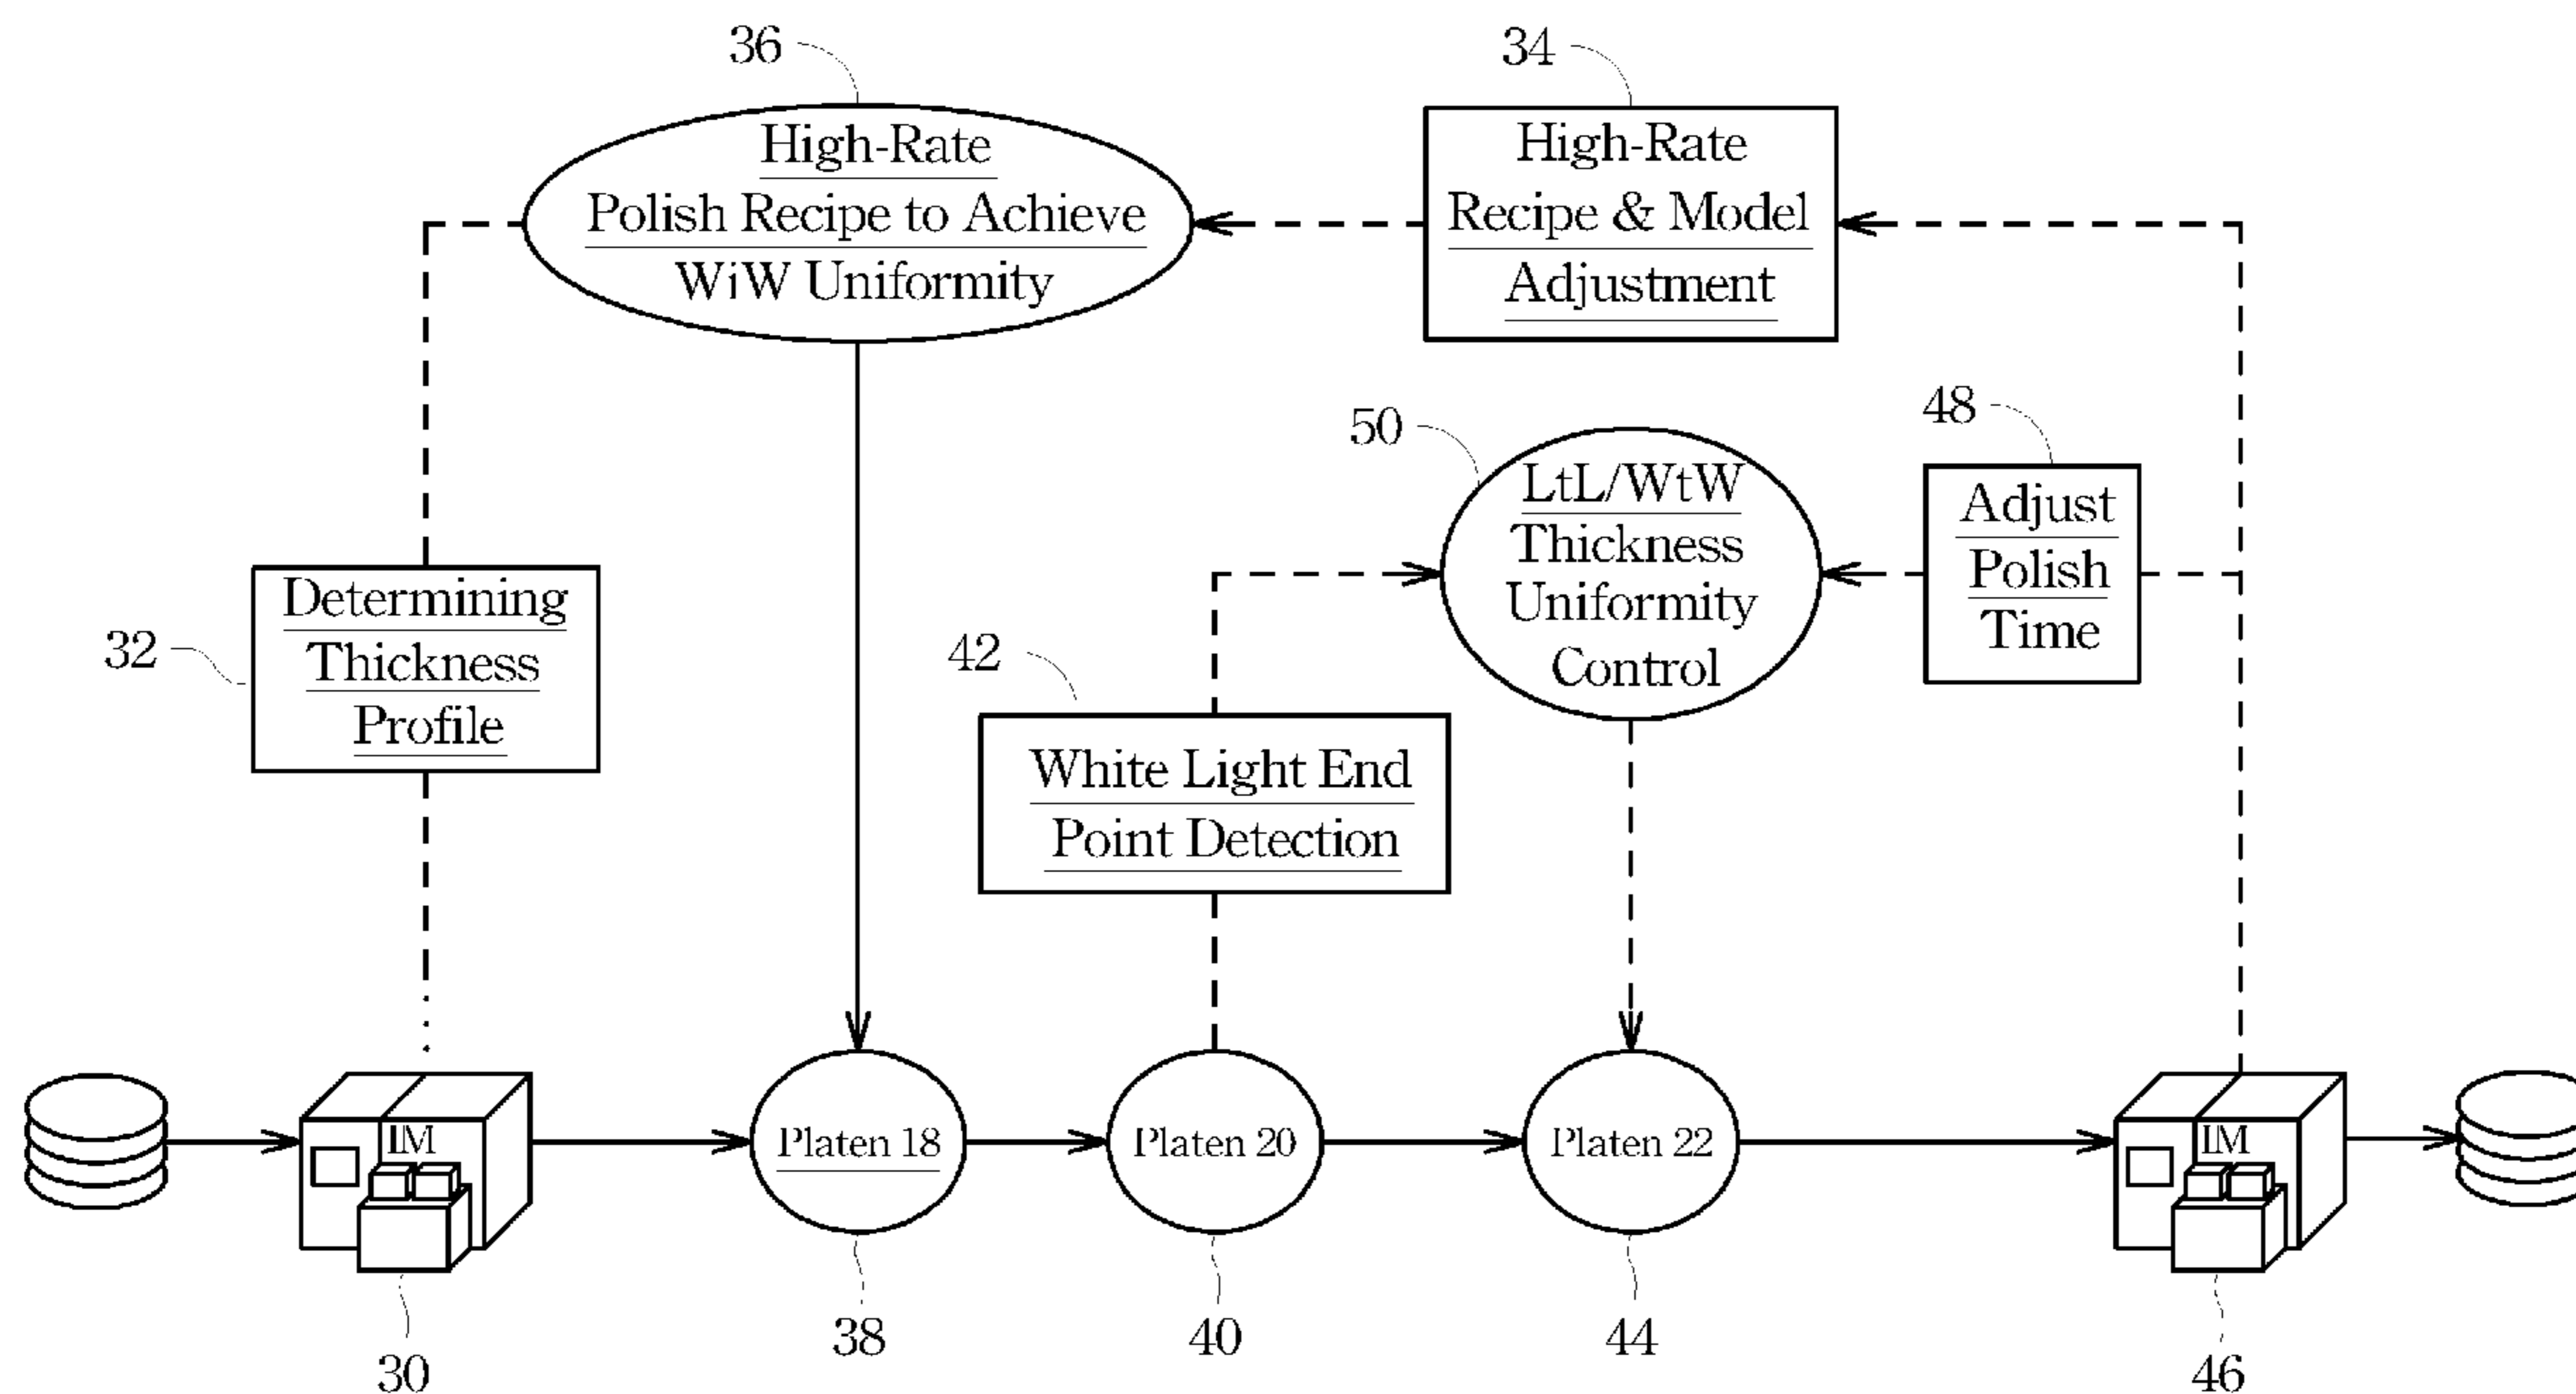 36
34
High-Rate
Polish Recipe to Achieve
WiW Uniformity
High-Rate
Recipe & Model
Adjustment
50
48
LtL/WtW
Thickness
Uniformity
Control
Adjust
Polish
Time
32
Determining
Thickness
Profile
42
White Light End
Point Detection
IM
Platen 18
Platen 20
Platen 22
IM
30
38
40
44
46